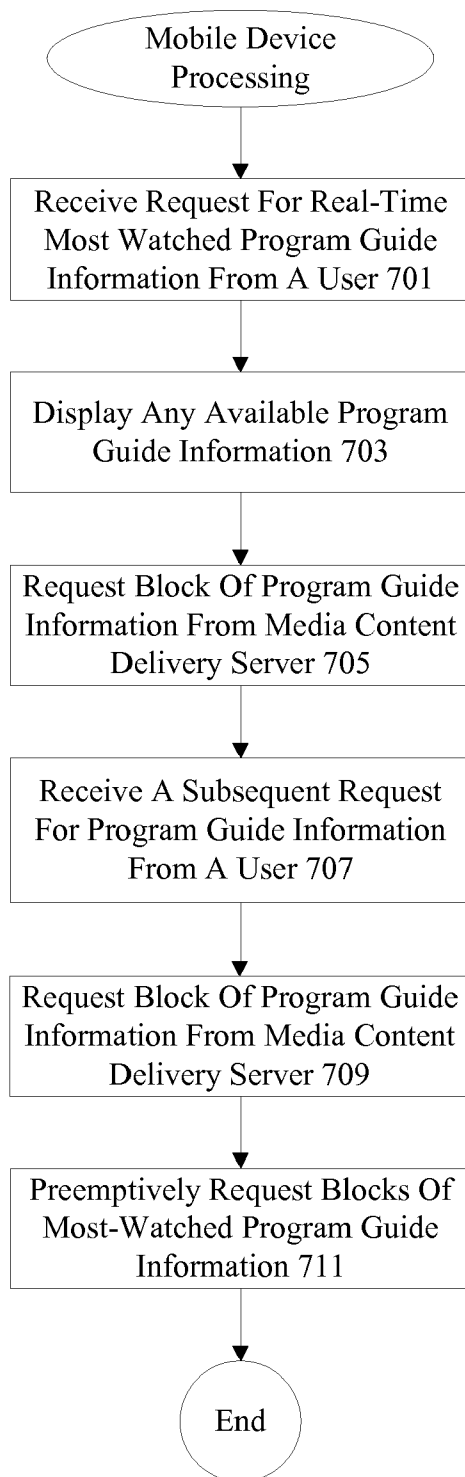 Mobile Device
Processing
Receive Request For Real-Time
Most Watched Program Guide
Information From A User 701
Display Any Available Program
Guide Information 703
Request Block Of Program Guide
Information From Media Content
Delivery Server 705
Receive A Subsequent Request
For Program Guide Information
From A User 707
Request Block Of Program Guide
Information From Media Content
Delivery Server 709
Preemptively Request Blocks Of
Most-Watched Program Guide
Information 711
End